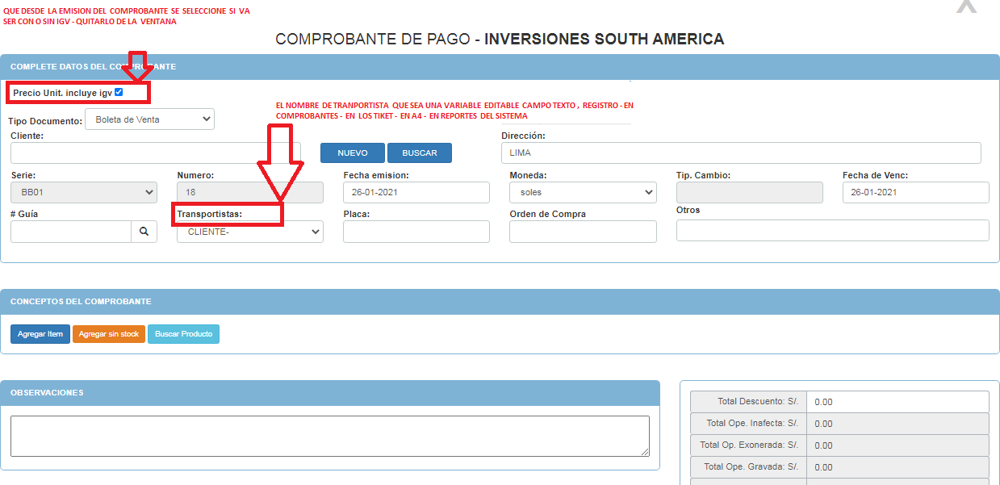 QUE DESDE LA EMISION DEL COMPROBANTE SE SELECCIONE SI VA
SER CON O SIN IGV - QUITARLO DE LA VENTANA
COMPROBANTE DE PAGO - INVERSIONES SOUTH AMERICA
COMPLETE DATOS DEL COMPROBANTE
Precio Unit. incluye igv
EL NOMBRE DE TRANPORTISTA QUE SEA UNA VARIABLE EDITABLE CAMPO TEXTO , REGISTRO - EN
COMPROBANTES - EN LOS TIKET - EN A4 - EN REPORTES DEL SISTEMA
Tipo Documento: Boleta de Venta
Cliente: Dirección:
NUEVO BUSCAR LIMA
Serie: Numero: Fecha emision: Moneda: Tip. Cambio: Fecha de Venc:
BB01 18 26-01-2021 soles 26-01-2021
# Guía Transportistas: Placa: Orden de Compra Otros
CLIENTE-
CONCEPTOS DEL COMPROBANTE
Agregar Item Agregar sin stock Buscar Producto
OBSERVACIONES
Total Descuento: S/. 0.00
Total Ope. Inafecta: S/. 0.00
Total Op. Exonerada: S/. 0.00
Total Ope. Gravada: S/. 0.00